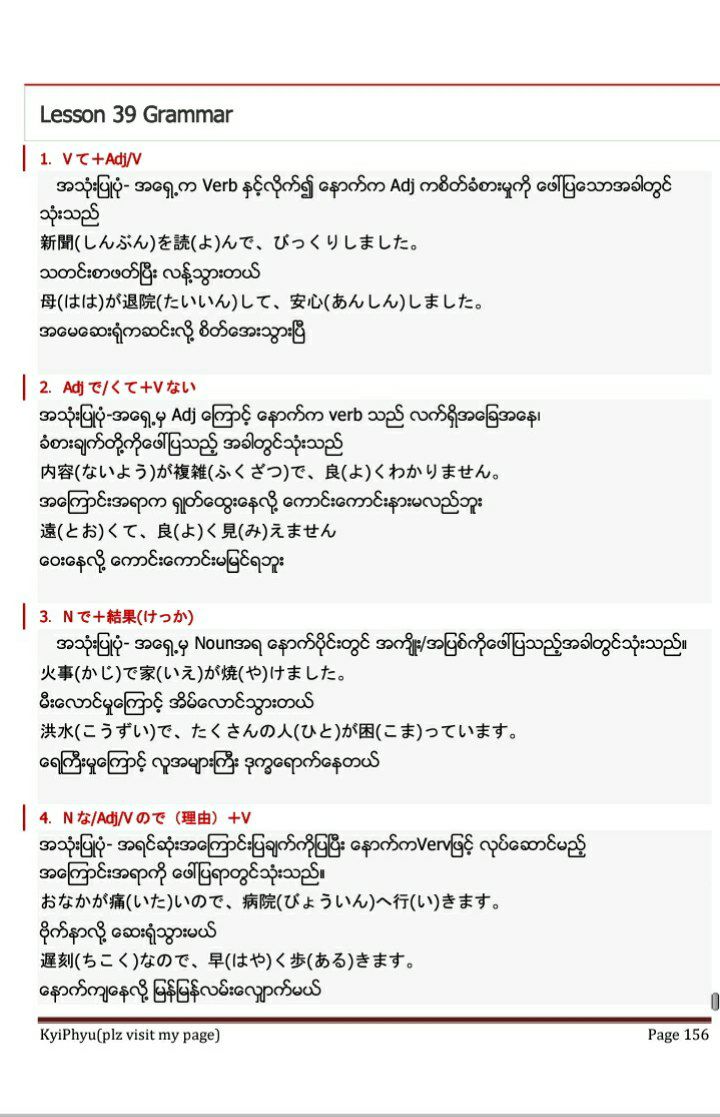 Lesson 39 Grammar
1. Vて＋Adj/V
အသုံးပြုပုံ- အရှေ့က Verb နှင့်လိုက်၍ နောက်က Adj ကစိတ်ခံစားမှုကို ဖေါ်ပြသောအခါတွင်
သုံးသည်
新聞(しんぶん)を読(よ)んで、びっくりしました。
သတင်းစာဖတ်ပြီး လန့်သွားတယ်
母(はは)が退院(たいいん)して、安心(あんしん)しました。
အမေဆေးရုံကဆင်းလို့ စိတ်အေးသွားပြီ
2. Adj で/くて＋V ない
အသုံးပြုပုံ-အရှေ့မှ Adj ကြောင့် နောက်က verb သည် လက်ရှိအခြေအနေ၊
ခံစားချက်တို့ကိုဖေါ်ပြသည့် အခါတွင်သုံးသည်
内容(ないよう)が複雑(ふくざつ)で、良(よ)くわかりません。
အကြောင်းအရာက ရှုတ်ထွေးနေလို့ ကောင်းကောင်းနားမလည်ဘူး
遠(とお)くて、良(よ)く見(み)えません
ဝေးနေလို့ ကောင်းကောင်းမမြင်ရဘူး
3. N で＋結果(けっか)
အသုံးပြုပုံ- အရှေ့မှ Nounအရ နောက်ပိုင်းတွင် အကျိုး/အပြစ်ကိုဖေါ်ပြသည့်အခါတွင်သုံးသည်။
火事(かじ)で家(いえ)が焼(や)けました。
မီးလောင်မှုကြောင့် အိမ်လောင်သွားတယ်
洪水(こうずい)で、たくさんの人(ひと)が困(こま)っています。
ရေကြီးမှုကြောင့် လူအများကြီး ဒုက္ခရောက်နေတယ်
4. N な/Adj/V ので（理由）＋V
အသုံးပြုပုံ- အရင်ဆုံးအကြောင်းပြချက်ကိုပြပြီး နောက်ကVervဖြင့် လုပ်ဆောင်မည့်
အကြောင်းအရာကို ဖေါ်ပြရာတွင်သုံးသည်။
おなかが痛(いた)いので、病院(びょういん)へ行(い)きます。
ဗိုက်နာလို့ ဆေးရုံသွားမယ်
遅刻(ちこく)なので、早(はや)く歩(ある)きます。
နောက်ကျနေလို့ မြန်မြန်လမ်းလျှောက်မယ်
KyiPhyu(plz visit my page) Page 156